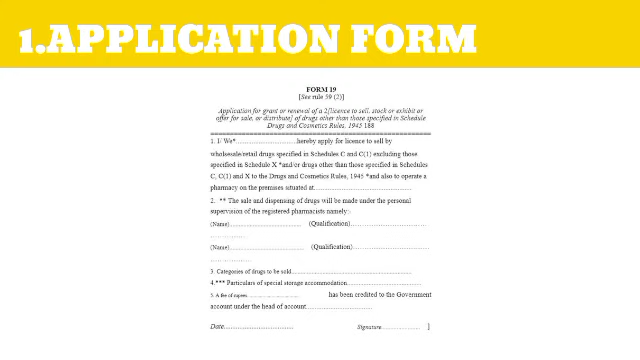 1.APPLICATION FORM
FORM 19
[See rule 59 (2)]
Application for grant or renewal of a 2[licence to sell, stock or exhibit or
offer for sale, or distribute] of drugs other than those specified in Schedule
Drugs and Cosmetics Rules, 1945 188
==================================================
1. I/ We*.........................hereby apply for licence to sell by
wholesale/retail drugs specified in Schedules C and C(1) excluding those
specified in Schedule X *and/or drugs other than those specified in Schedules
C, C(1) and X to the Drugs and Cosmetics Rules, 1945 *and also to operate a
pharmacy on the premises situated at.......................................
2. ** The sale and dispensing of drugs will be made under the personal
supervision of the registered pharmacists namely:
(Name)................................. (Qualification).................................
................
(Name)................................. (Qualification).................................
...................
3. Categories of drugs to be sold.....................................................
4.*** Particulars of special storage accommodation.................................
5. A fee of rupees........................ has been credited to the Government
account under the head of account...........................
Date............................... Signature.................. ]